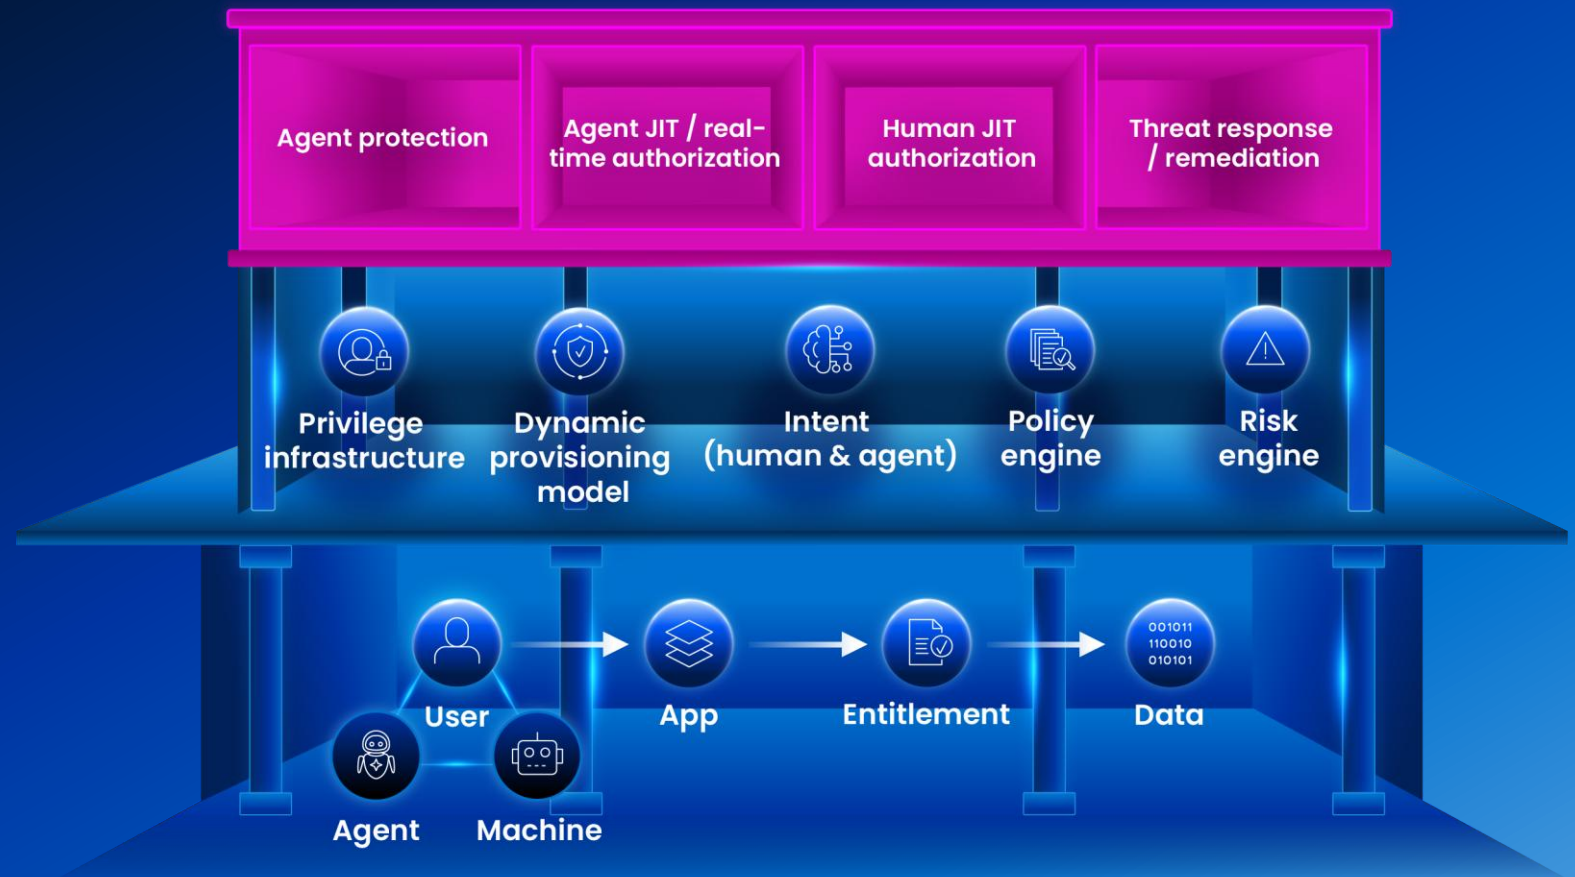 Agent protection
Agent JIT / real-
time authorization
Human JIT
authorization
Threat response
/ remediation
Privilege
infrastructure
Dynamic
provisioning
model
Intent
(human & agent)
Policy
engine
Risk
engine
User
App
Entitlement
001011
110010
010101
Data
Agent
Machine